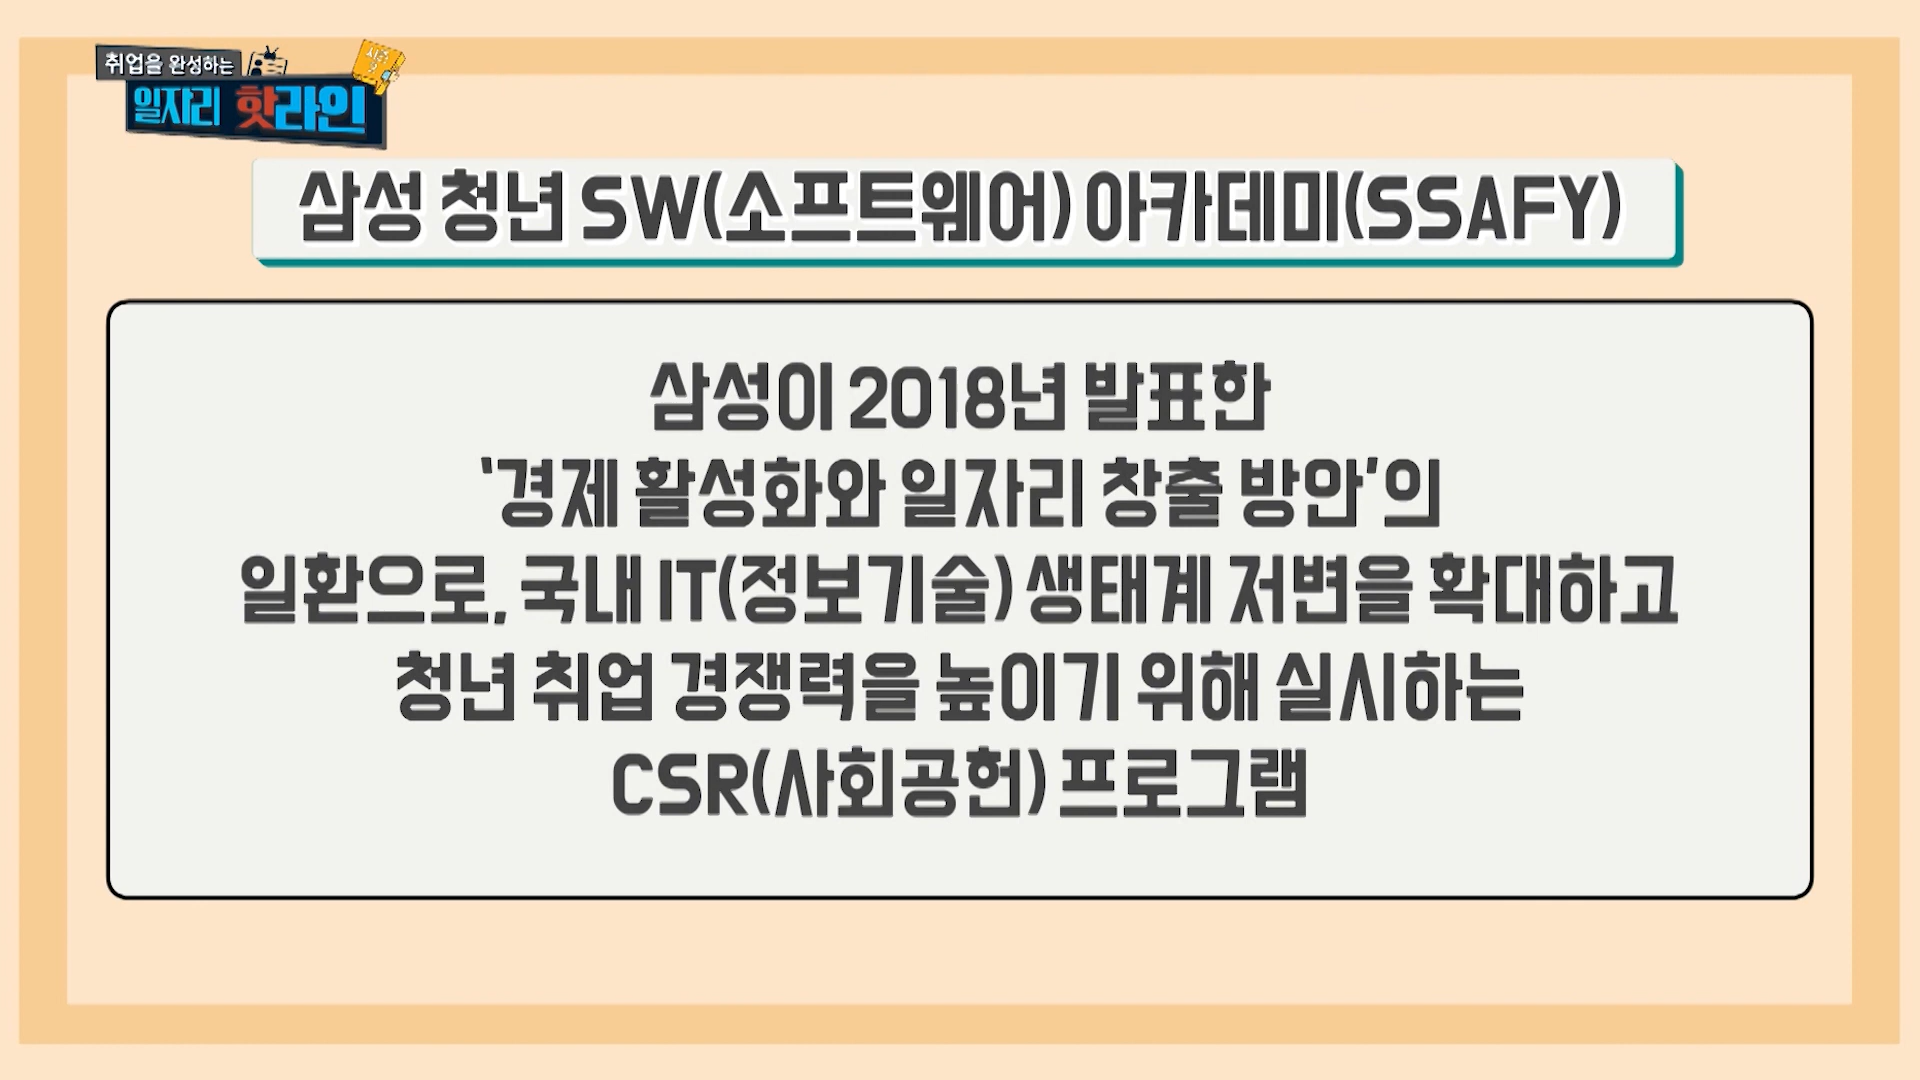 취업을 완성하는
일자리 핫라인
삼성 청년 SW(소프트웨어) 아카데미(SSAFY)
삼성이 2018년 발표한
‘경제 활성화와 일자리 창출 방안’의
일환으로, 국내 IT(정보기술) 생태계 저변을 확대하고
청년 취업 경쟁력을 높이기 위해 실시하는
CSR(사회공헌) 프로그램